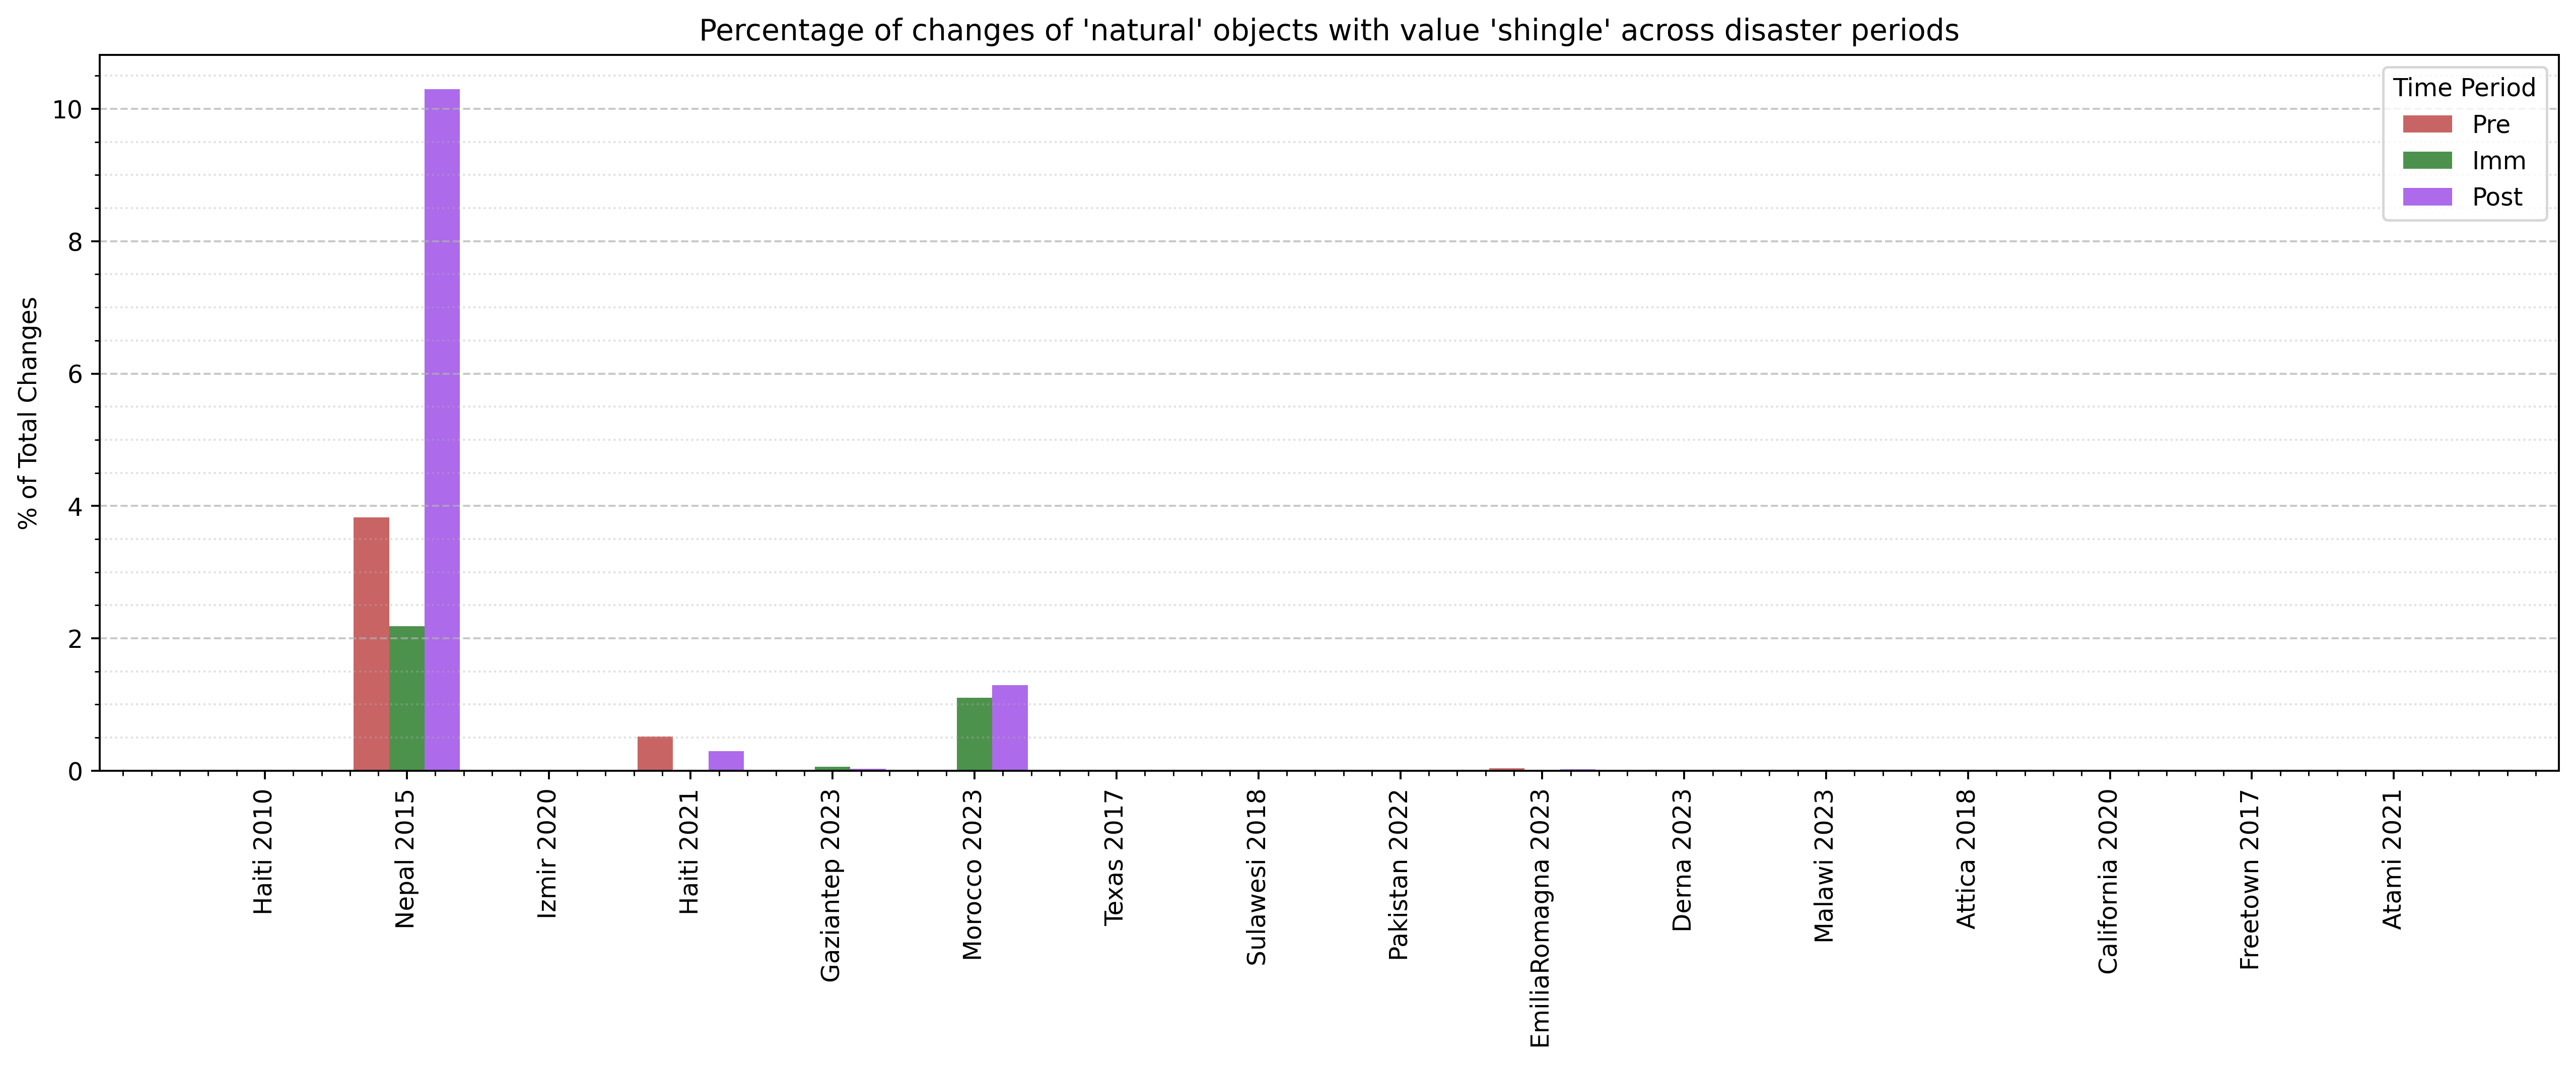 Percentage of changes of 'natural' objects with value 'shingle' across disaster periods
% of Total Changes
10
8
6
4
2
0
Time Period
Pre
Imm
Post
Haiti 2010
Nepal 2015
Izmir 2020
Haiti 2021
Gaziantep 2023
Morocco 2023
Texas 2017
Sulawesi 2018
Pakistan 2022
EmiliaRomagna 2023
Derna 2023
Malawi 2023
Attica 2018
California 2020
Freetown 2017
Atami 2021